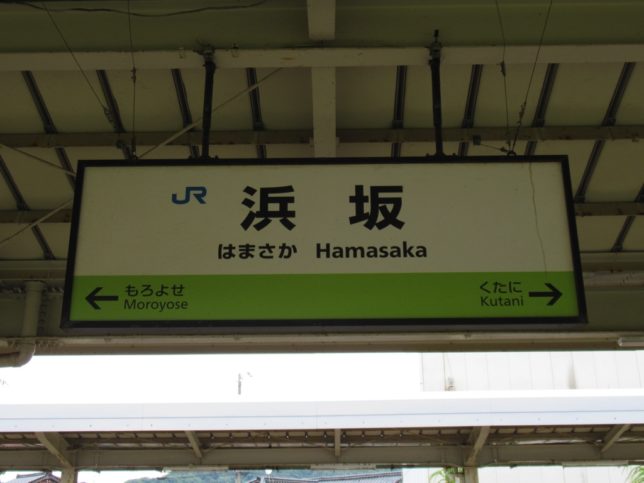 JR 浜坂
はまさか Hamasaka
← もろよせ
Moroyose
くたに →
Kutani